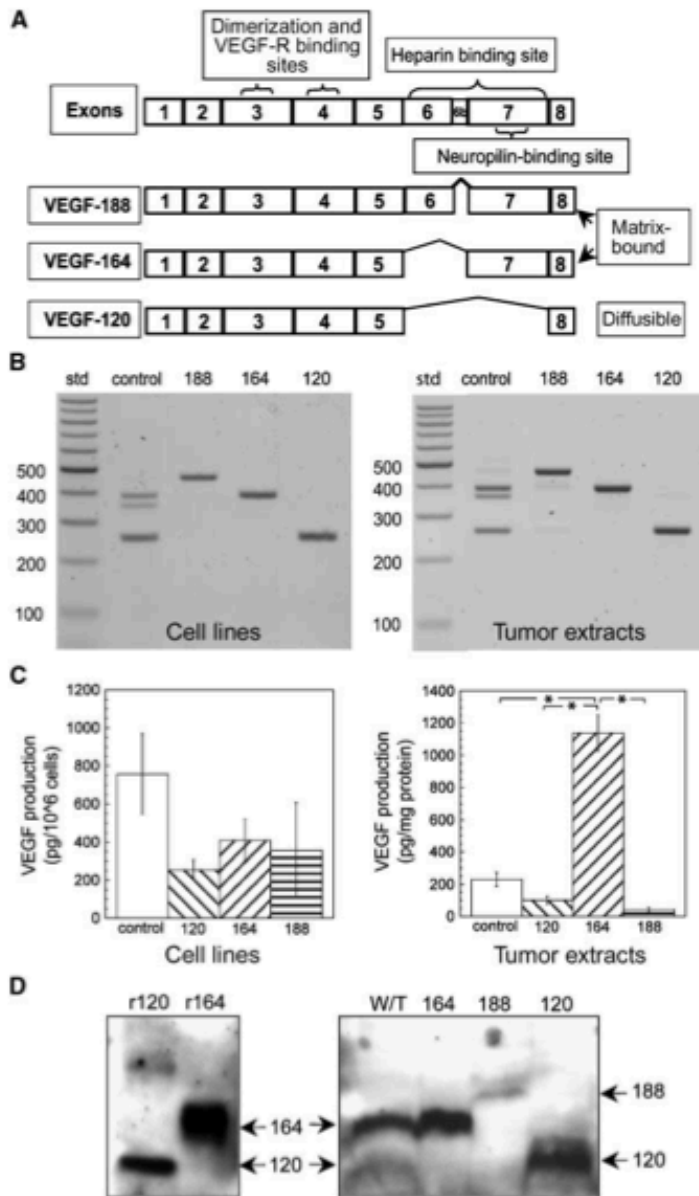 A
Dimerization and
VEGF-R binding
sites
Heparin binding site
Exons 1 2 3 4 5 6 7 8
Neuropilin-binding site
VEGF-188 1 2 3 4 5 6 7 8
Matrix-
bound
VEGF-164 1 2 3 4 5 7 8
VEGF-120 1 2 3 4 5 8 Diffusible
B
std control 188 164 120
500
400
300
200
100
Cell lines
std control 188 164 120
500
400
300
200
100
Tumor extracts
C
VEGF production
(pg/10^6 cells)
1200
1000
800
600
400
200
0
control 120 164 188
Cell lines
VEGF production
(pg/mg protein)
1400
1200
1000
800
600
400
200
0
* * *
control 120 164 188
Tumor extracts
D
r120 r164
W/T 164 188 120
188
164
120
120